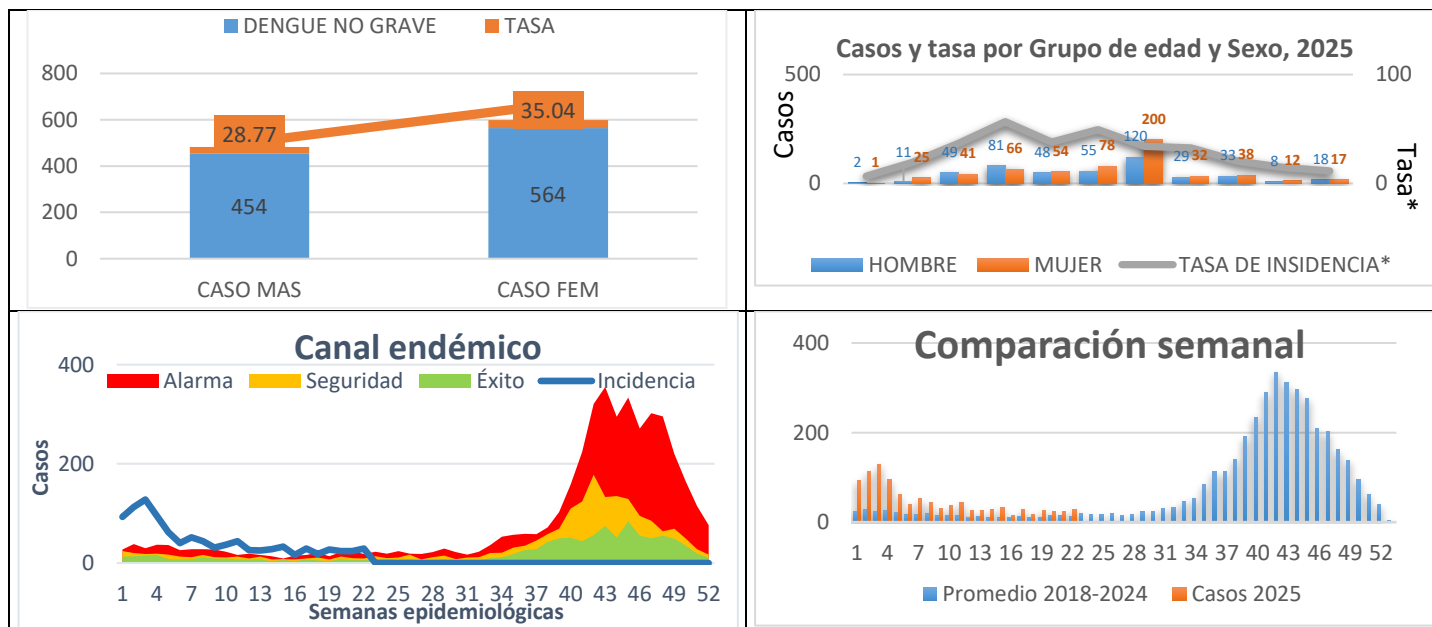 DENGUE NO GRAVE TASA
800
600
400
200
0
28.77
35.04
454
564
CASO MAS CASO FEM
Casos y tasa por Grupo de edad y Sexo, 2025
500
0
Casos
100
0
Tasa*
2 1 11 25 49 41 81 66 48 54 55 78 120 200 29 32 33 38 8 12 18 17
HOMBRE MUJER TASA DE INSIDENCIA*
Canal endémico
Alarma Seguridad Éxito Incidencia
400
200
0
Casos
1 4 7 10 13 16 19 22 25 28 31 34 37 40 43 46 49 52
Semanas epidemiológicas
Comparación semanal
400
200
0
1 4 7 10 13 16 19 22 25 28 31 34 37 40 43 46 49 52
Promedio 2018-2024 Casos 2025